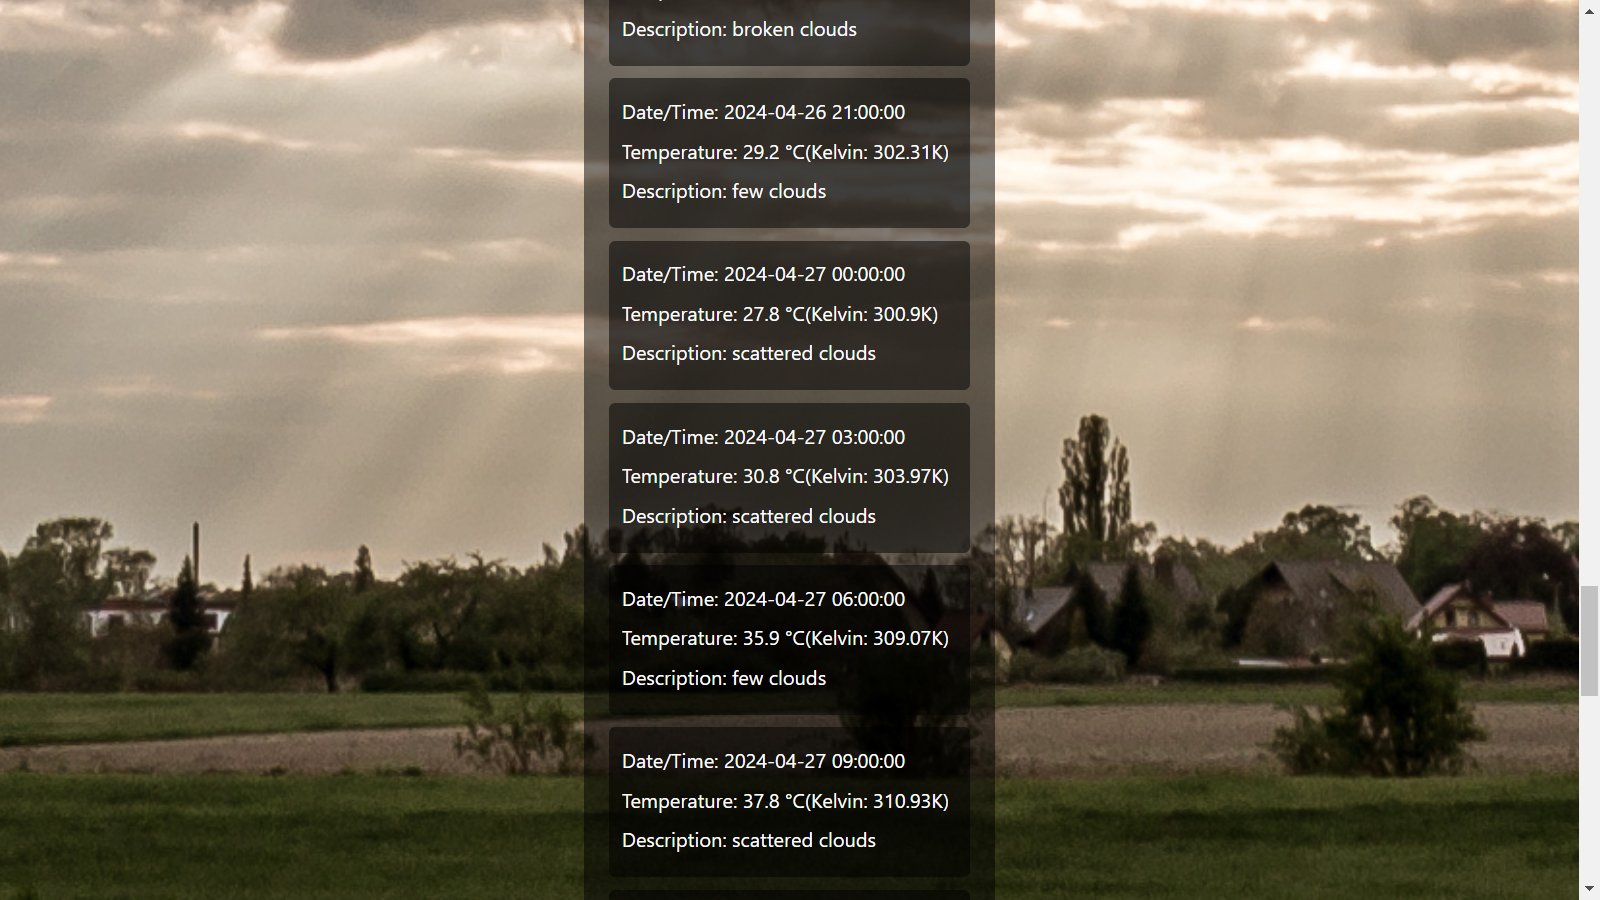 Description: broken clouds
Date/Time: 2024-04-26 21:00:00
Temperature: 29.2 °C(Kelvin: 302.31K)
Description: few clouds
Date/Time: 2024-04-27 00:00:00
Temperature: 27.8 °C(Kelvin: 300.9K)
Description: scattered clouds
Date/Time: 2024-04-27 03:00:00
Temperature: 30.8 °C(Kelvin: 303.97K)
Description: scattered clouds
Date/Time: 2024-04-27 06:00:00
Temperature: 35.9 °C(Kelvin: 309.07K)
Description: few clouds
Date/Time: 2024-04-27 09:00:00
Temperature: 37.8 °C(Kelvin: 310.93K)
Description: scattered clouds